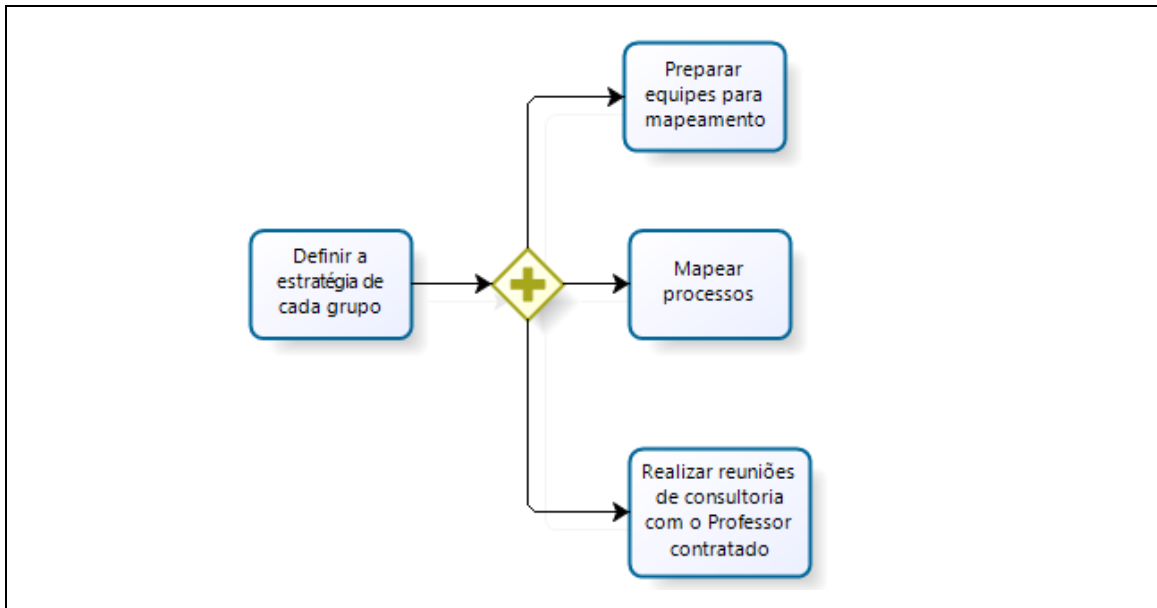 Preparar
equipes para
mapeamento
Definir a
estratégia de
cada grupo
Mapear
processos
Realizar reuniões
de consultoria
com o Professor
contratado